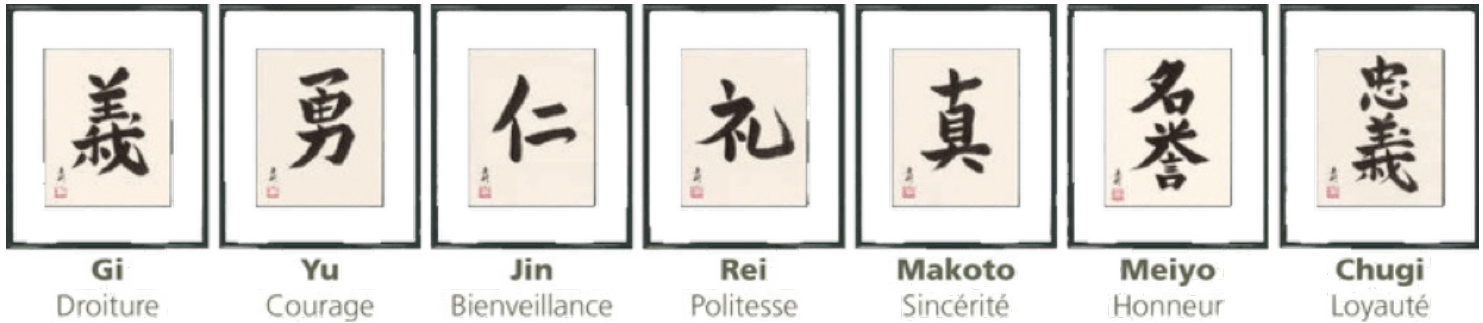 義 勇 仁 礼 真 名誉 忠義
Gi Yu Jin Rei Makoto Meiyo Chugi
Droiture Courage Bienveillance Politesse Sincérité Honneur Loyauté